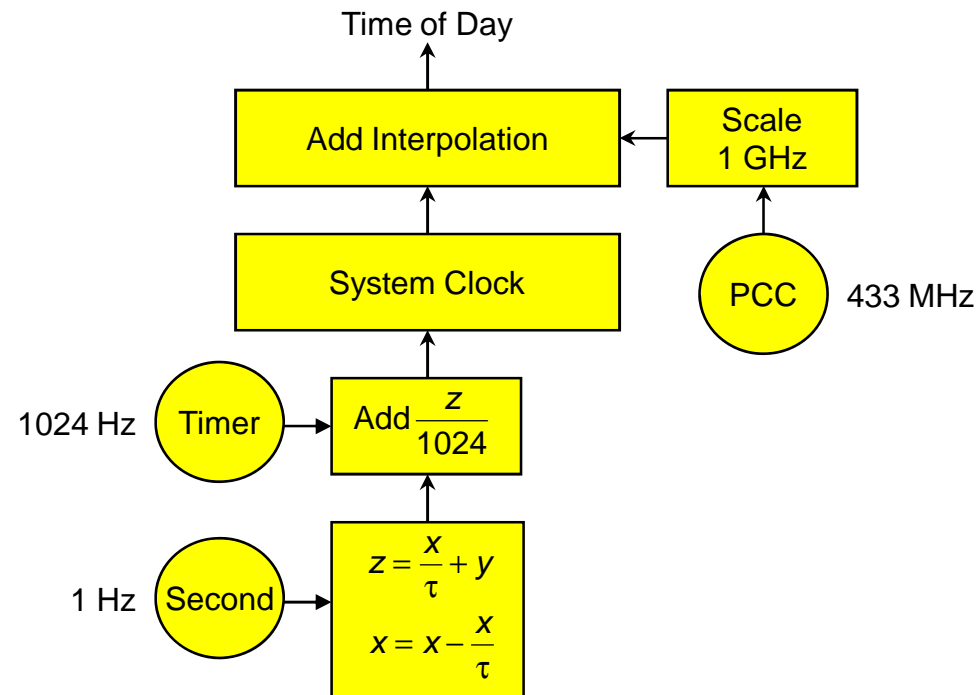 Time of Day
Add Interpolation
Scale
1 GHz
System Clock
PCC
433 MHz
1024 Hz
Timer
Add z/1024
1 Hz
Second
z = x/τ + y
x = x − x/τ